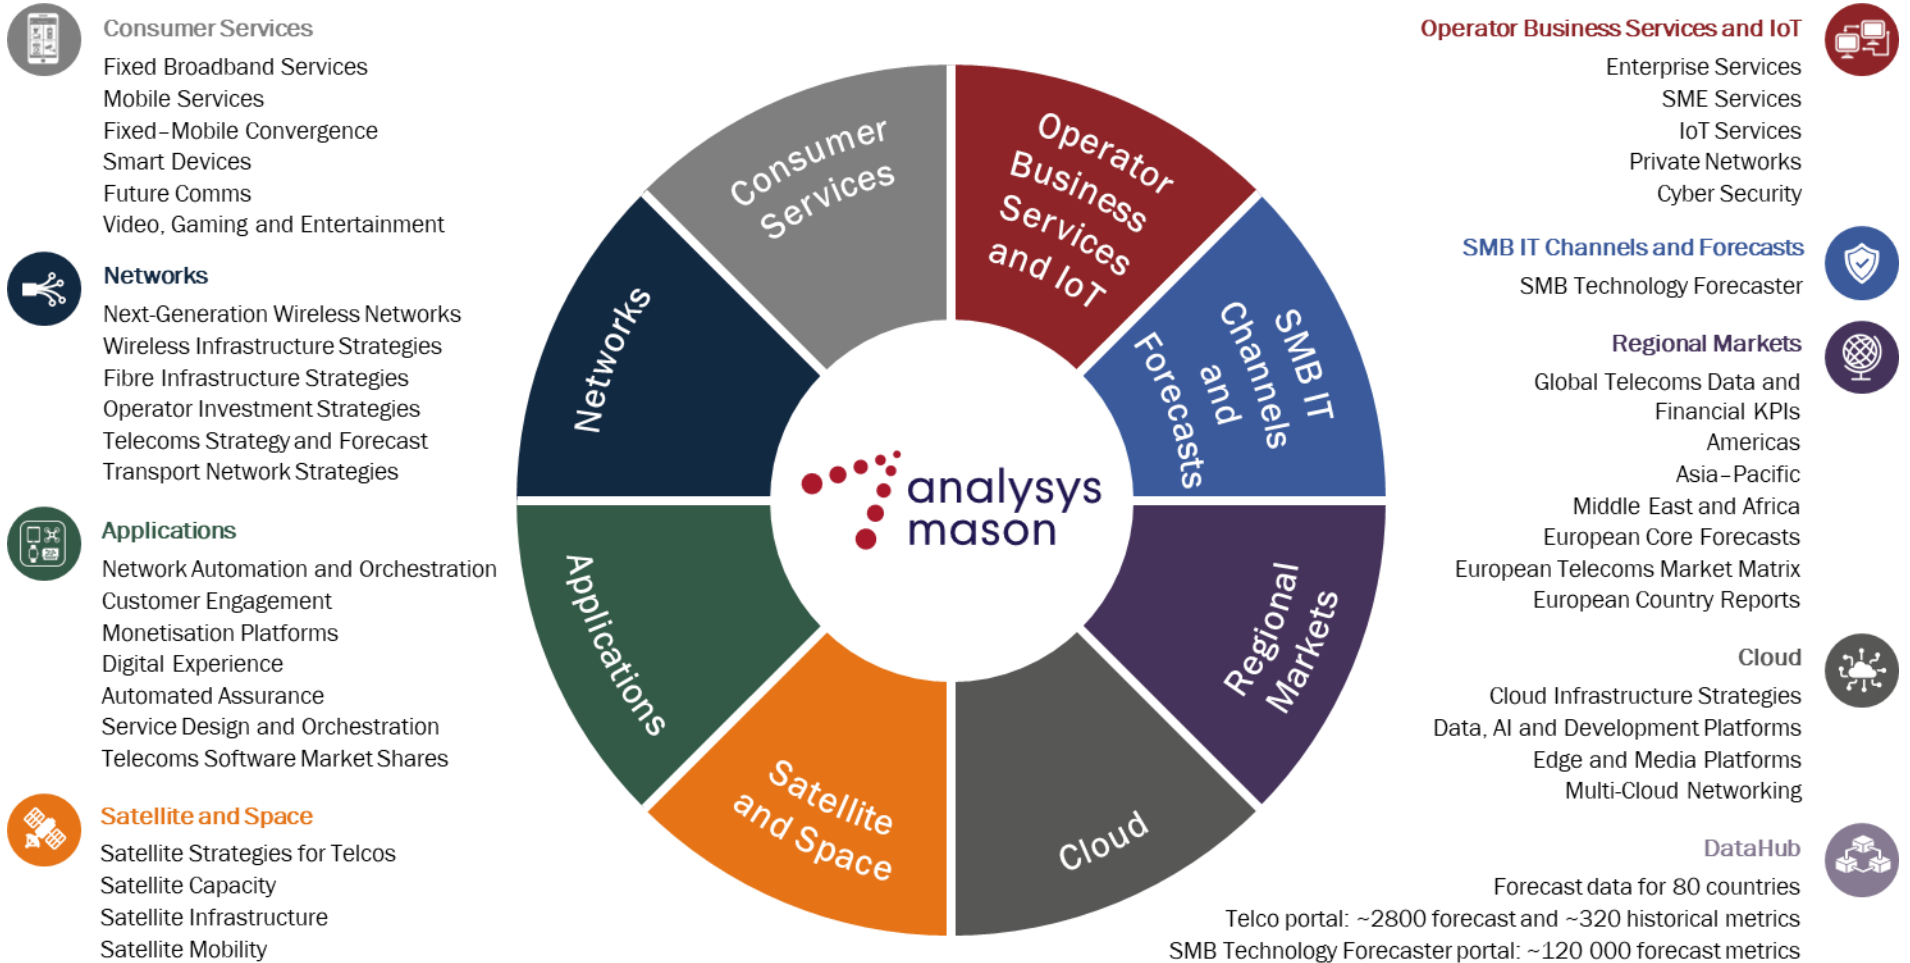 Consumer Services
Fixed Broadband Services
Mobile Services
Fixed–Mobile Convergence
Smart Devices
Future Comms
Video, Gaming and Entertainment
Networks
Next-Generation Wireless Networks
Wireless Infrastructure Strategies
Fibre Infrastructure Strategies
Operator Investment Strategies
Telecoms Strategy and Forecast
Transport Network Strategies
Applications
Network Automation and Orchestration
Customer Engagement
Monetisation Platforms
Digital Experience
Automated Assurance
Service Design and Orchestration
Telecoms Software Market Shares
Satellite and Space
Satellite Strategies for Telcos
Satellite Capacity
Satellite Infrastructure
Satellite Mobility
Consumer
Services
Operator
Business
Services
and IoT
Networks
SMB IT
Channels
and
Forecasts
analysys
mason
Applications
Regional
Markets
Satellite
and Space
Cloud
Operator Business Services and IoT
Enterprise Services
SME Services
IoT Services
Private Networks
Cyber Security
SMB IT Channels and Forecasts
SMB Technology Forecaster
Regional Markets
Global Telecoms Data and
Financial KPIs
Americas
Asia–Pacific
Middle East and Africa
European Core Forecasts
European Telecoms Market Matrix
European Country Reports
Cloud
Cloud Infrastructure Strategies
Data, AI and Development Platforms
Edge and Media Platforms
Multi-Cloud Networking
DataHub
Forecast data for 80 countries
Telco portal: ~2800 forecast and ~320 historical metrics
SMB Technology Forecaster portal: ~120 000 forecast metrics